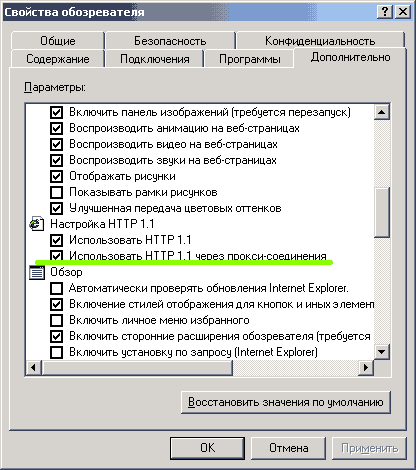 Свойства обозревателя
Общие
Безопасность
Конфиденциальность
Содержание
Подключения
Программы
Дополнительно
Параметры:
Включить панель изображений (требуется перезапуск)
Воспроизводить анимацию на веб-страницах
Воспроизводить видео на веб-страницах
Воспроизводить звуки на веб-страницах
Отображать рисунки
Показывать рамки рисунков
Улучшенная передача цветовых оттенков
Настройка HTTP 1.1
Использовать HTTP 1.1
Использовать HTTP 1.1 через прокси-соединения
Обзор
Автоматически проверять обновления Internet Explorer.
Включение стилей отображения для кнопок и иных элемен
Включить личное меню избранного
Включить сторонние расширения обозревателя (требуется
Включить установку по запросу (Internet Explorer)
Восстановить значения по умолчанию
OK
Отмена
Применить